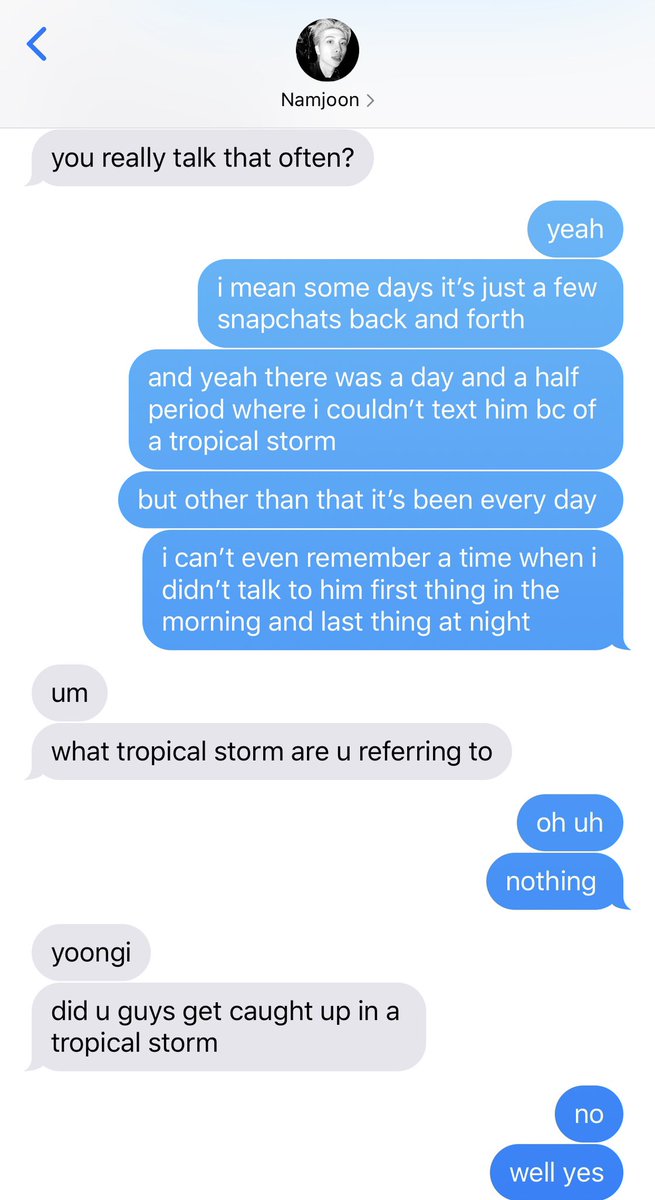 Namjoon
you really talk that often?
yeah
i mean some days it's just a few
snapchats back and forth
and yeah there was a day and a half
period where i couldn't text him bc of
a tropical storm
but other than that it's been every day
i can't even remember a time when i
didn't talk to him first thing in the
morning and last thing at night
um
what tropical storm are u referring to
oh uh
nothing
yoongi
did u guys get caught up in a
tropical storm
no
well yes